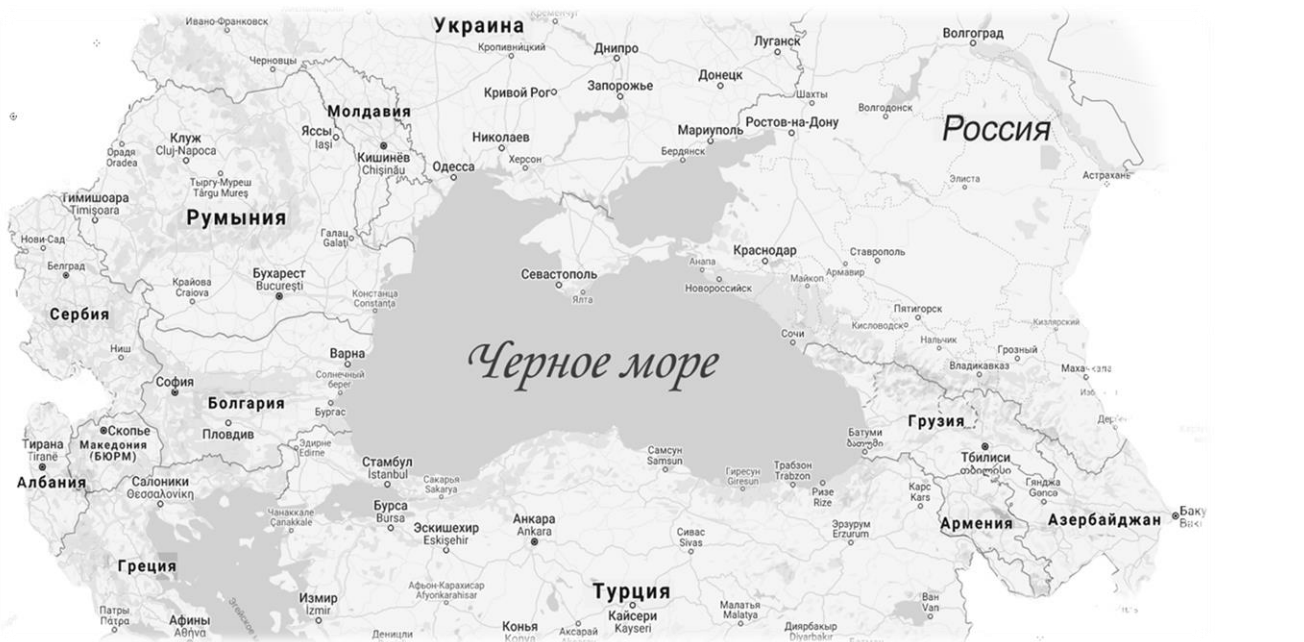 Ивано-Франковск
Украина
Кропивницкий
Днипро
Луганск
Волгоград
Черновцы
Донецк
Кривой Рог
Запорожье
Шахты
Волгодонск
Молдавия
Россия
Ростов-на-Дону
Клуж
Cluj-Napoca
Яссы
Iași
Николаев
Мариуполь
Орадя
Oradea
Кишинёв
Chișinău
Херсон
Бердянск
Одесса
Тыргу-Муреш
Târgu Mureș
Элиста
Астрахань
Тимишоара
Timișoara
Румыния
Нови-Сад
Галац
Galați
Краснодар
Ставрополь
Белград
Бухарест
București
Севастополь
Анапа
Армавир
Майкоп
Крайова
Craiova
Констанца
Constanța
Ялта
Новороссийск
Сербия
Пятигорск
Кисловодск
Кизлярский
Сочи
Нальчик
Ниш
Варна
Черное море
Грозный
Владикавказ
Солнечный
берег
София
Болгария
Бургас
Грузия
Скопье
Пловдив
Батуми
ბათუმი
Тирана
Tiranë
Македония
(БЮРМ)
Эдирне
Edirne
Самсун
Samsun
Тбилиси
თბილისი
Албания
Салоники
Θεσσαλονίκη
Стамбул
İstanbul
Сакарья
Sakarya
Гиресун
Giresun
Трабзон
Trabzon
Ризе
Rize
Карс
Kars
Гянджа
Gəncə
Чанаккале
Çanakkale
Бурса
Bursa
Эскишехир
Eskişehir
Анкара
Ankara
Сивас
Sivas
Эрзурум
Erzurum
Армения
Азербайджан
Баку
Греция
Афьон-Карахисар
Afyonkarahisar
Турция
Измир
İzmir
Кайсери
Kayseri
Малатья
Malatya
Ван
Van
Патры
Πάτρα
Афины
Αθήνα
Эгейское
Денизли
Конья
Konya
Аксарай
Диярбакыр
Diyarbakır